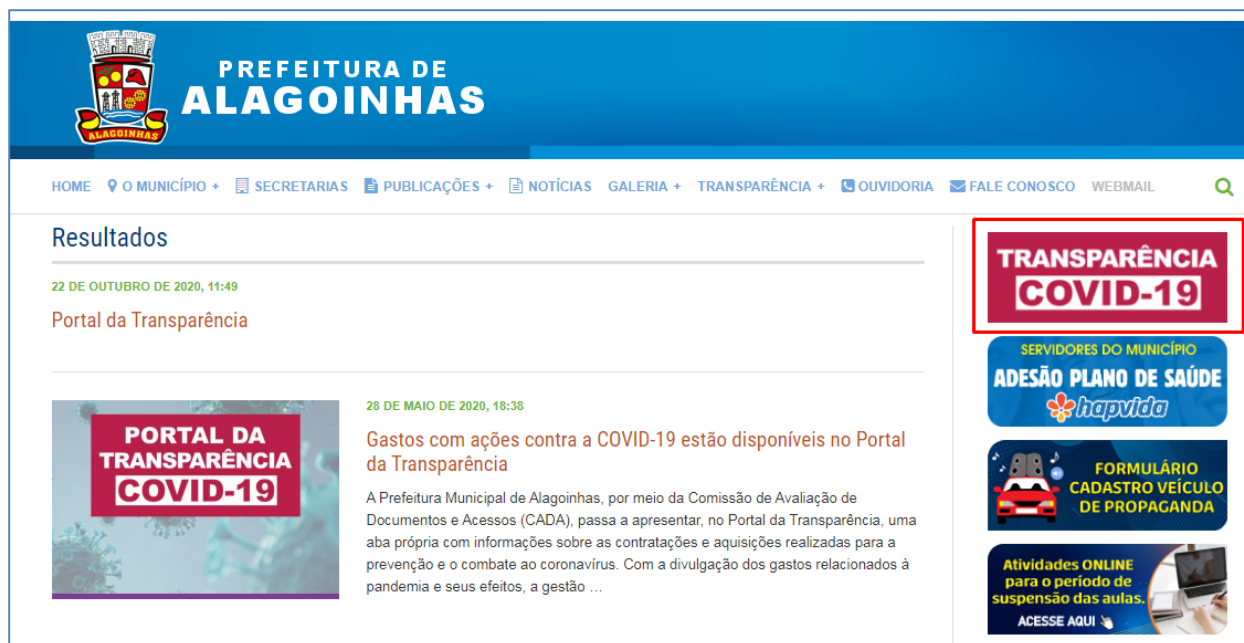 PREFEITURA DE
ALAGOINHAS
ALAGOINHAS
HOME O MUNICÍPIO + SECRETARIAS PUBLICAÇÕES + NOTÍCIAS GALERIA + TRANSPARÊNCIA + OUVIDORIA FALE CONOSCO WEBMAIL
Resultados
22 DE OUTUBRO DE 2020, 11:49
Portal da Transparência
PORTAL DA
TRANSPARÊNCIA
COVID-19
28 DE MAIO DE 2020, 18:38
Gastos com ações contra a COVID-19 estão disponíveis no Portal
da Transparência
A Prefeitura Municipal de Alagoinhas, por meio da Comissão de Avaliação de
Documentos e Acessos (CADA), passa a apresentar, no Portal da Transparência, uma
aba própria com informações sobre as contratações e aquisições realizadas para a
prevenção e o combate ao coronavírus. Com a divulgação dos gastos relacionados à
pandemia e seus efeitos, a gestão …
TRANSPARÊNCIA
COVID-19
SERVIDORES DO MUNICÍPIO
ADESÃO PLANO DE SAÚDE
hapvida
FORMULÁRIO
CADASTRO VEÍCULO
DE PROPAGANDA
Atividades ONLINE
para o período de
suspensão das aulas.
ACESSE AQUI